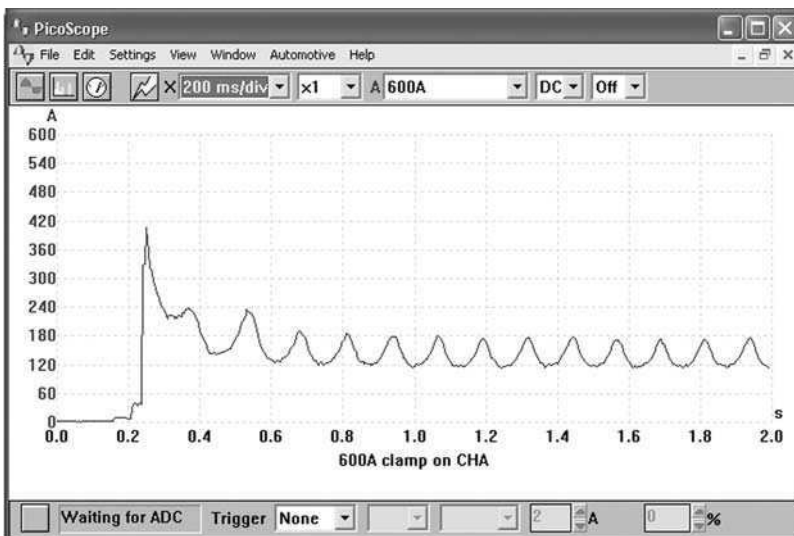 PicoScope
File Edit Settings View Window Automotive Help
X 200 ms/div x1 A 600A DC Off
A
600
540
480
420
360
300
240
180
120
60
0
s
0.0 0.2 0.4 0.6 0.8 1.0 1.2 1.4 1.6 1.8 2.0
600A clamp on CHA
Waiting for ADC Trigger None 2 A 0 %